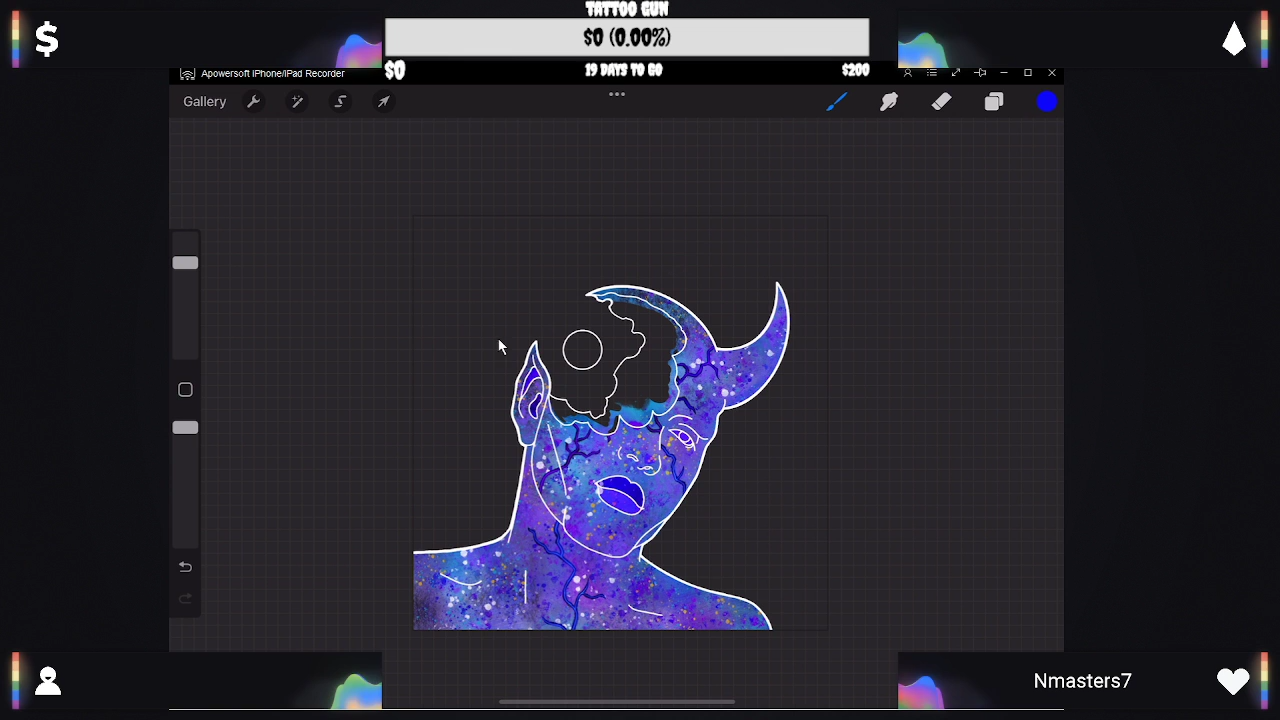 TATTOO GUN
$0 (0.00%)
$0 19 DAYS TO GO $200
Apowersoft iPhone/iPad Recorder
Gallery
Nmasters7